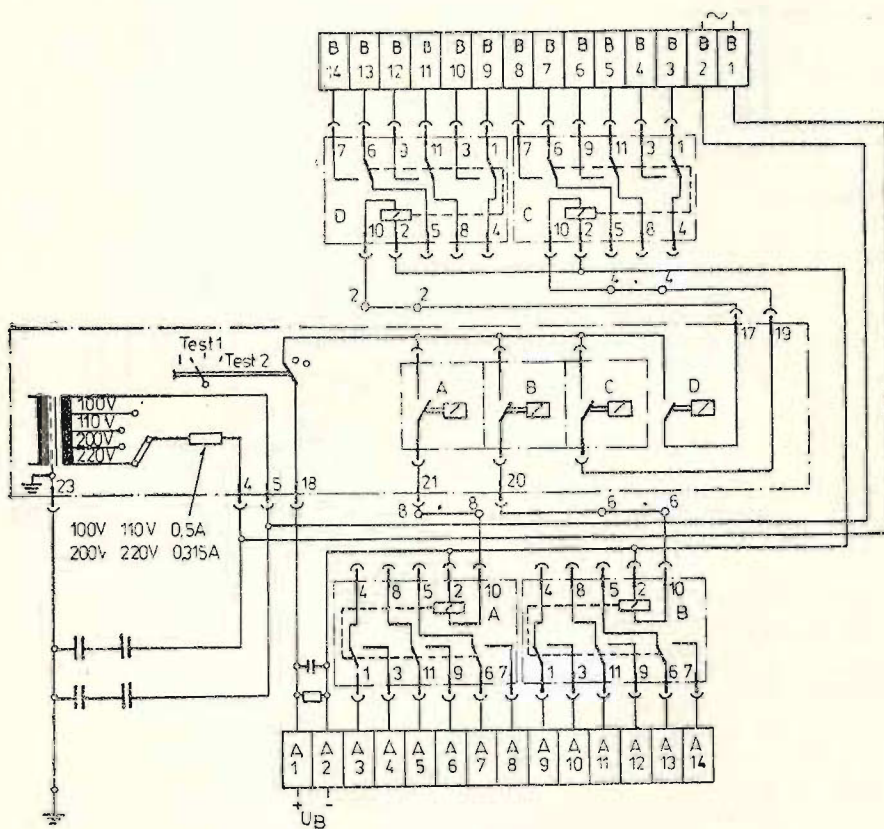 ~
B B B B B B B B B B B B B B
14 13 12 11 10 9 8 7 6 5 4 3 2 1
7 6 9 11 3 1 7 6 9 11 3 1
D C
10 2 5 8 4 10 2 5 8 4
2 2 4 4
17 19
Test 1
Test 2
A B C D
100V
110V
200V
220V
23 4 5 18 21 20
8 8 6 6
100V 110V 0,5A
200V 220V 0,315A
4 8 5 2 10 4 8 5 2 10
A B
1 3 11 9 6 7 1 3 11 9 6 7
A A A A A A A A A A A A A A
1 2 3 4 5 6 7 8 9 10 11 12 13 14
+ -
UB